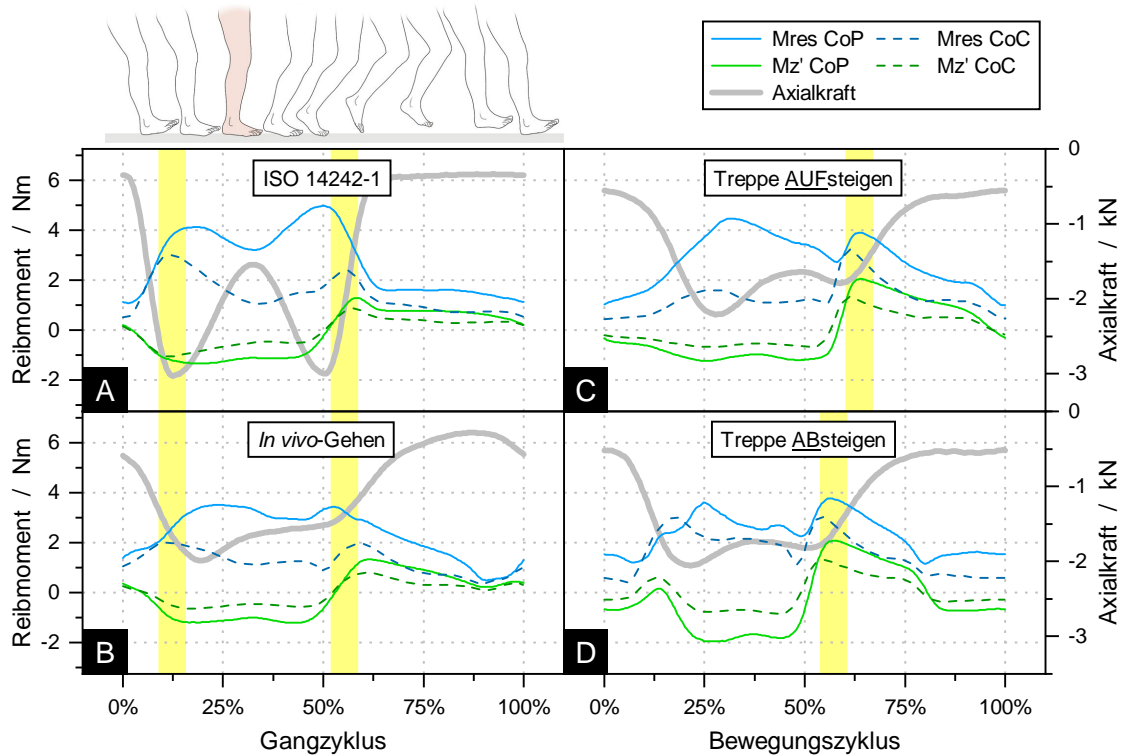 Mres CoP Mres CoC
Mz' CoP Mz' CoC
Axialkraft
ISO 14242-1
Treppe AUFsteigen
Reibmoment / Nm
6
4
2
0
-2
A
C
0
-1
-2
-3
Axialkraft / kN
In vivo-Gehen
Treppe ABsteigen
Reibmoment / Nm
6
4
2
0
-2
B
D
0
-1
-2
-3
Axialkraft / kN
0% 25% 50% 75% 100%
0% 25% 50% 75% 100%
Gangzyklus
Bewegungszyklus